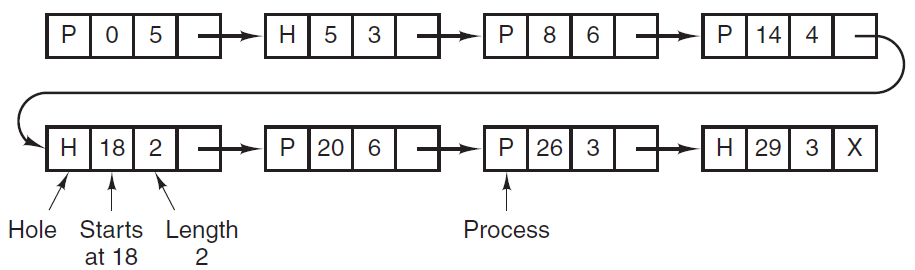 P 0 5 H 5 3 P 8 6 P 14 4
H 18 2 P 20 6 P 26 3 H 29 3 X
Hole Starts Length Process
at 18 2